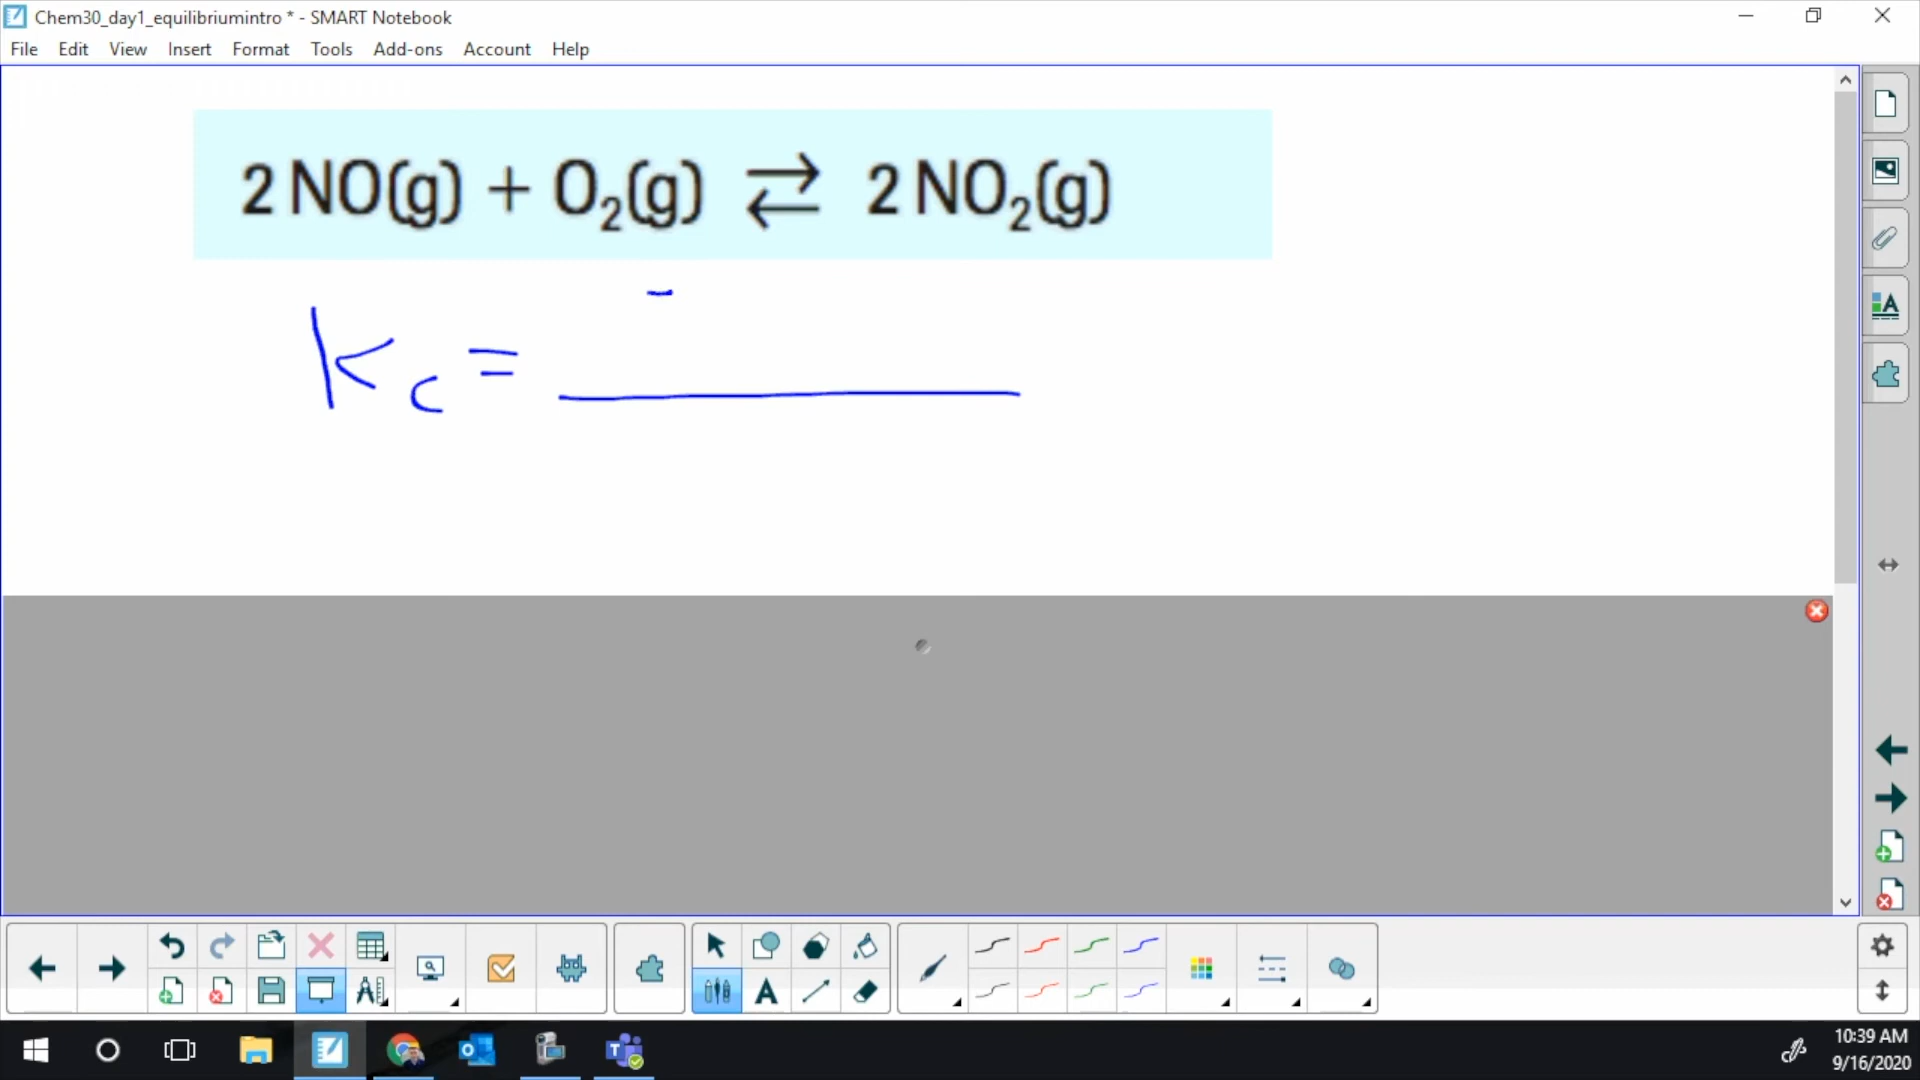 Chem30_day1_equilibriumintro * - SMART Notebook
File Edit View Insert Format Tools Add-ons Account Help
2 NO(g) + O₂(g) ⇄ 2 NO₂(g)
Kc =
10:39 AM
9/16/2020